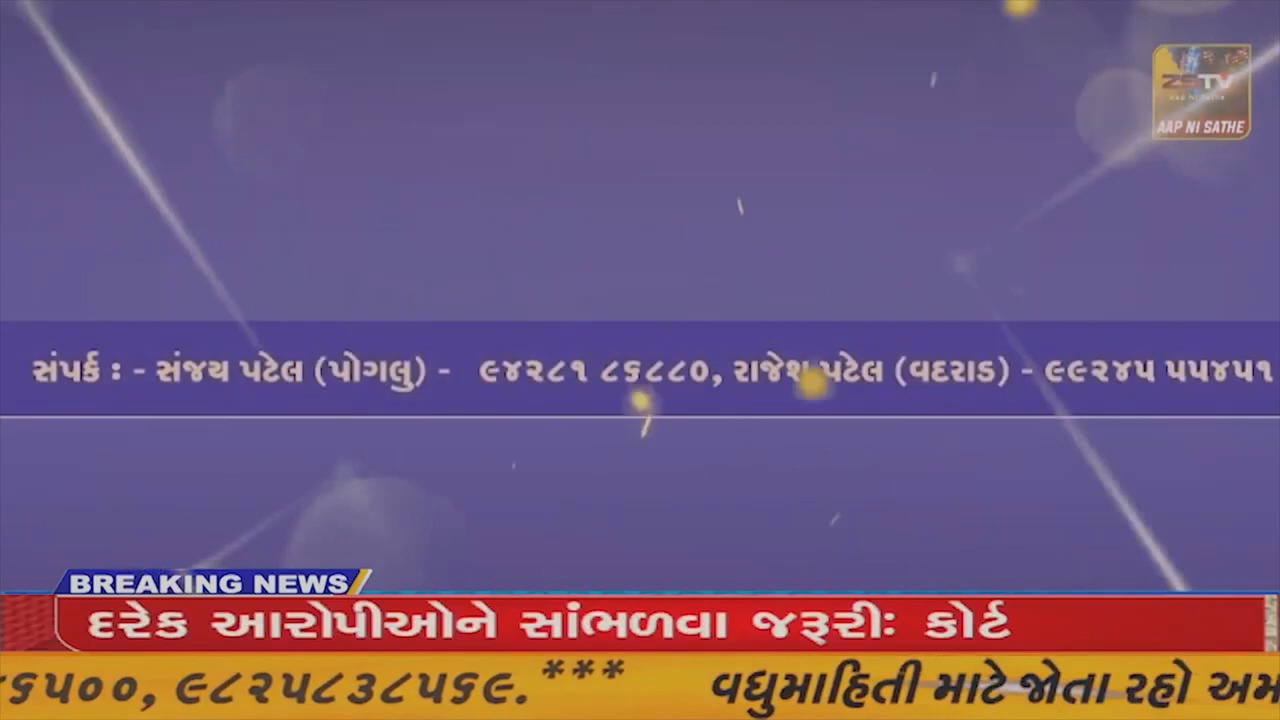 ZSTV
AAP NI SATHE
સંપર્ક : - સંજય પટેલ (પોગલુ) - ૯૪૨૮૧ ૮૬૮૮૦, રાજેશ પટેલ (વદરાડ) - ૯૯૨૪૫ ૫૫૪૫૧
BREAKING NEWS
દરેક આરોપીઓને સાંભળવા જરૂરીઃ કોર્ટ
૬૫૦૦, ૯૮૨૫૮૩૮૫૬૯.*** વધુમાહિતી માટે જોતા રહો અમ